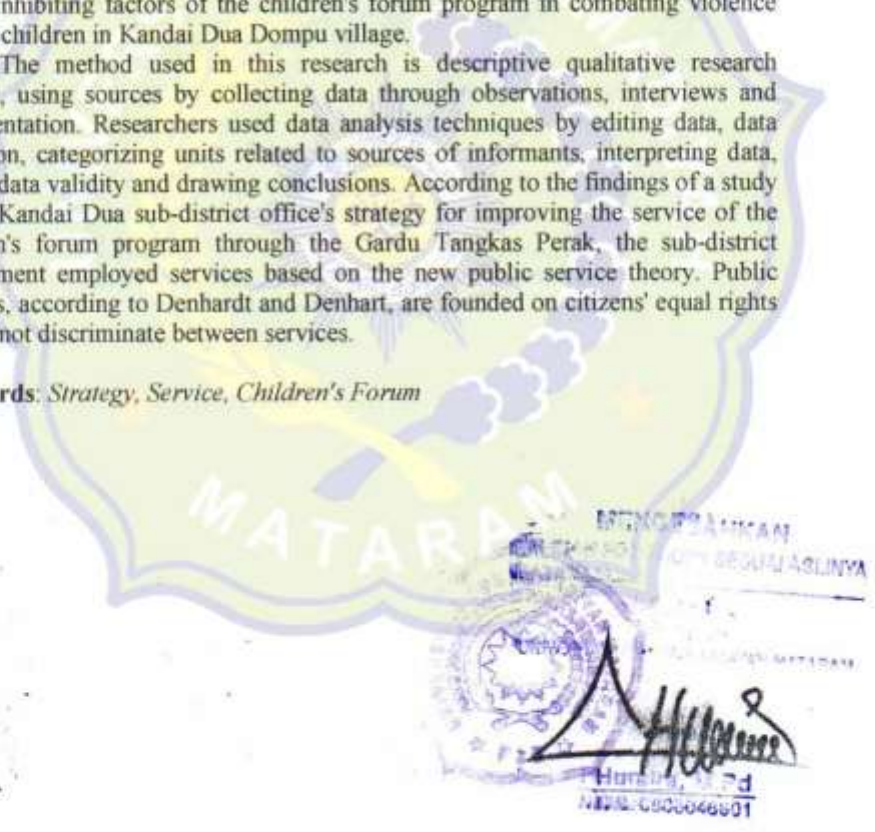 nhibiting factors of the children's forum program in combating violence
children in Kandai Dua Dompu village.
The method used in this research is descriptive qualitative research
, using sources by collecting data through observations, interviews and
entation. Researchers used data analysis techniques by editing data, data
on, categorizing units related to sources of informants, interpreting data,
data validity and drawing conclusions. According to the findings of a study
Kandai Dua sub-district office's strategy for improving the service of the
n's forum program through the Gardu Tangkas Perak, the sub-district
ment employed services based on the new public service theory. Public
s, according to Denhardt and Denhart, are founded on citizens' equal rights
not discriminate between services.
rds: Strategy, Service, Children's Forum
MATARAM
MENGESAHKAN
SESUAI ASLINYA
MATARAM
M.Pd